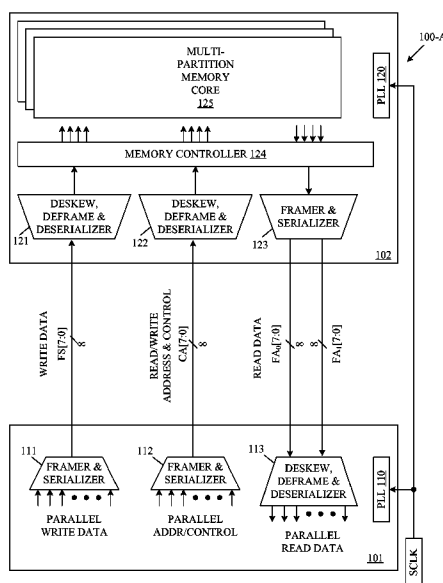 100-A
MULTI-
PARTITION
MEMORY
CORE
125
PLL 120
MEMORY CONTROLLER 124
DESKEW,
DEFRAME &
DESERIALIZER
121
DESKEW,
DEFRAME &
DESERIALIZER
122
FRAMER &
SERIALIZER
123
102
WRITE DATA
FS[7:0]
8
READ/WRITE
ADDRESS & CONTROL
CA[7:0]
8
READ DATA
FA0[7:0]
8
8
FA1[7:0]
111
FRAMER &
SERIALIZER
PARALLEL
WRITE DATA
112
FRAMER &
SERIALIZER
PARALLEL
ADDR/CONTROL
113
DESKEW,
DEFRAME &
DESERIALIZER
PARALLEL
READ DATA
PLL 110
101
SCLK